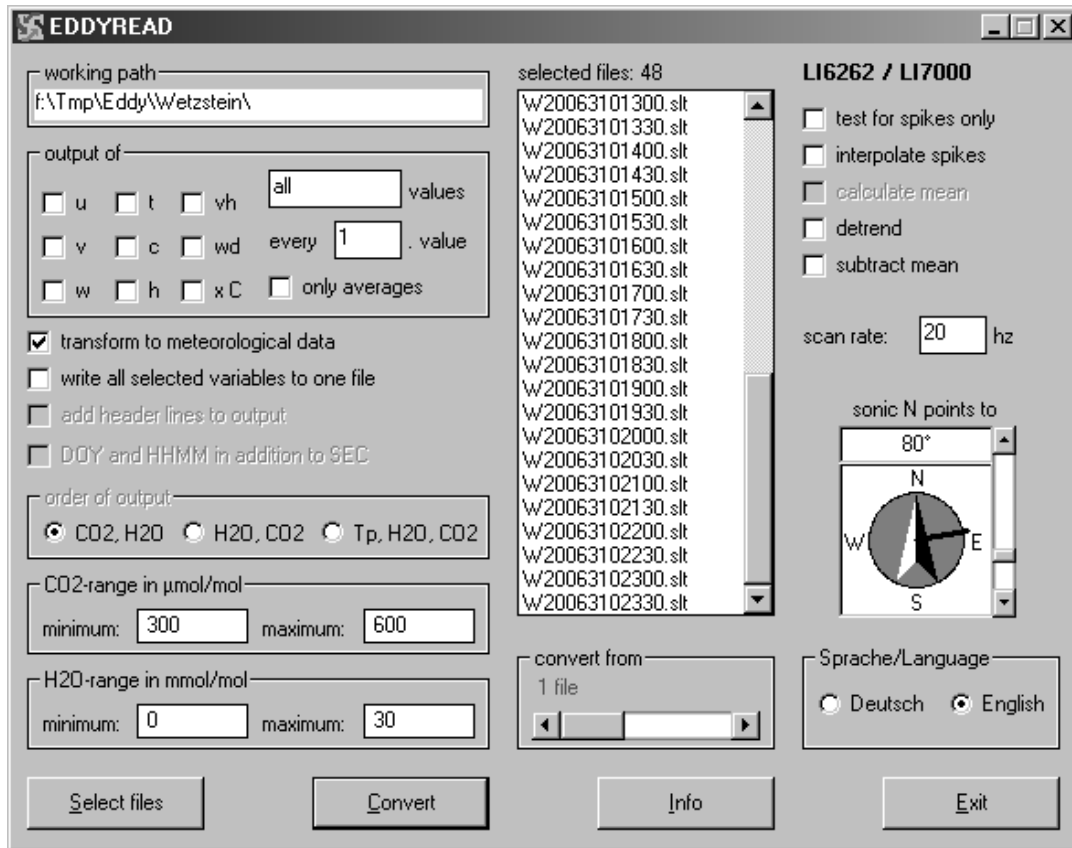 EDDYREAD
working path
f:\Tmp\Eddy\Wetzstein\
output of
u t vh
all values
v c wd
every 1 . value
w h x C
only averages
transform to meteorological data
write all selected variables to one file
add header lines to output
DOY and HHMM in addition to SEC
order of output
CO2, H2O H2O, CO2 Tp, H2O, CO2
CO2-range in µmol/mol
minimum: 300 maximum: 600
H2O-range in mmol/mol
minimum: 0 maximum: 30
selected files: 48
W20063101300.slt
W20063101330.slt
W20063101400.slt
W20063101430.slt
W20063101500.slt
W20063101530.slt
W20063101600.slt
W20063101630.slt
W20063101700.slt
W20063101730.slt
W20063101800.slt
W20063101830.slt
W20063101900.slt
W20063101930.slt
W20063102000.slt
W20063102030.slt
W20063102100.slt
W20063102130.slt
W20063102200.slt
W20063102230.slt
W20063102300.slt
W20063102330.slt
convert from
1 file
LI6262 / LI7000
test for spikes only
interpolate spikes
calculate mean
detrend
subtract mean
scan rate: 20 hz
sonic N points to
80°
N
W E
S
Sprache/Language
Deutsch English
Select files Convert Info Exit